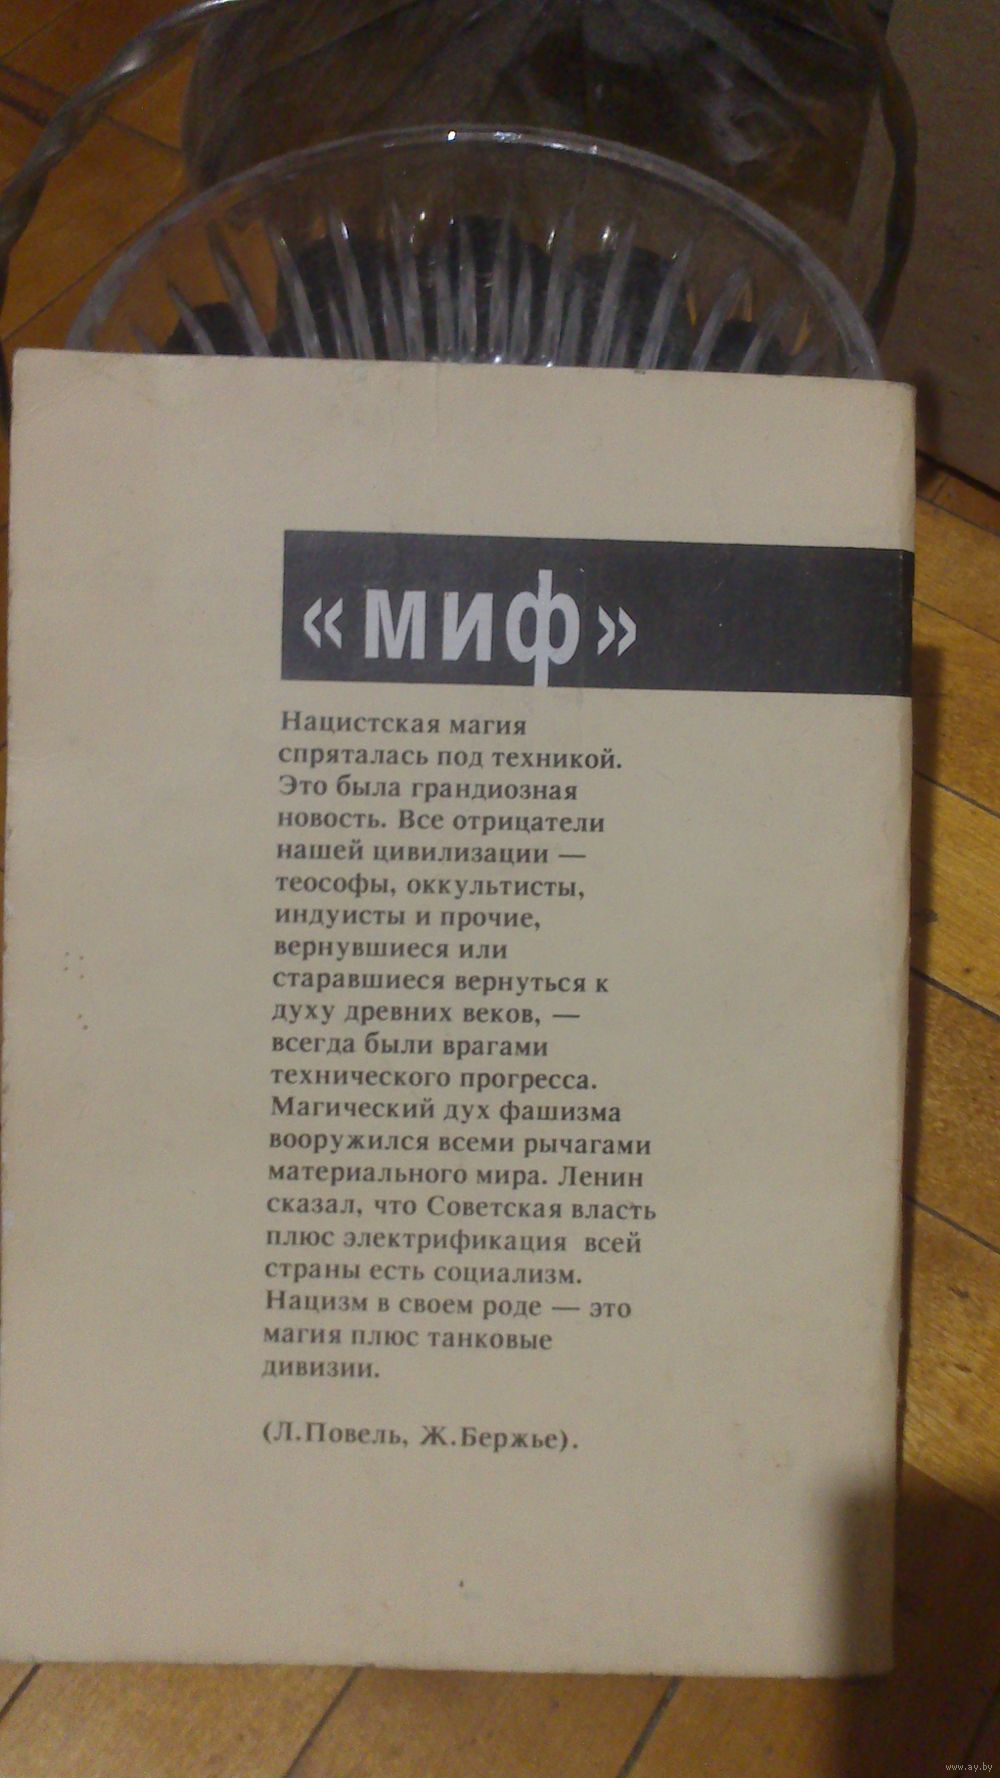 «МИФ»
Нацистская магия
спряталась под техникой.
Это была грандиозная
новость. Все отрицатели
нашей цивилизации —
теософы, оккультисты,
индуисты и прочие,
вернувшиеся или
старавшиеся вернуться к
духу древних веков, —
всегда были врагами
технического прогресса.
Магический дух фашизма
вооружился всеми рычагами
материального мира. Ленин
сказал, что Советская власть
плюс электрификация всей
страны есть социализм.
Нацизм в своем роде — это
магия плюс танковые
дивизии.
(Л.Повель, Ж.Бержье).
www.ay.by